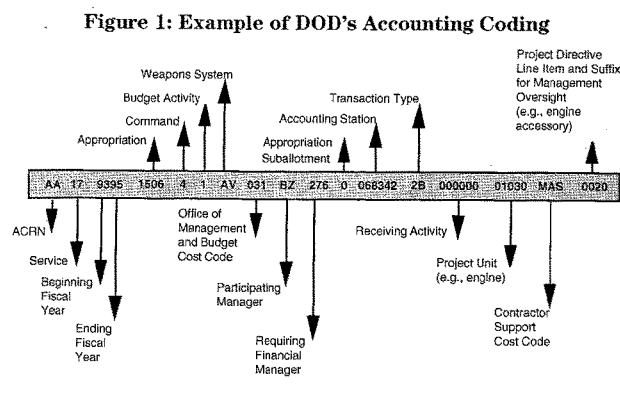 Figure 1: Example of DOD's Accounting Coding
Project Directive
Line Item and Suffix
for Management
Oversight
(e.g., engine
accessory)
Weapons System
Budget Activity
Transaction Type
Command
Accounting Station
Appropriation
Appropriation
Suballotment
AA 17 9395 1506 4 1 AV 031 BZ 276 0 068342 2B 000000 01030 MAS 0020
ACRN
Service
Beginning
Fiscal
Year
Ending
Fiscal
Year
Office of
Management
and Budget
Cost Code
Participating
Manager
Requiring
Financial
Manager
Receiving Activity
Project Unit
(e.g., engine)
Contractor
Support
Cost Code